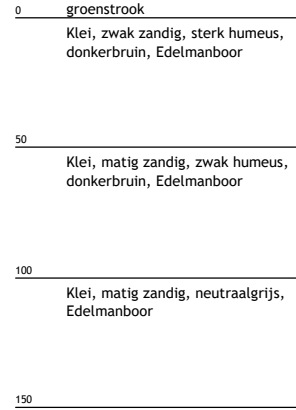 0 groenstrook
Klei, zwak zandig, sterk humeus,
donkerbruin, Edelmanboor
50
Klei, matig zandig, zwak humeus,
donkerbruin, Edelmanboor
100
Klei, matig zandig, neutraalgrijs,
Edelmanboor
150